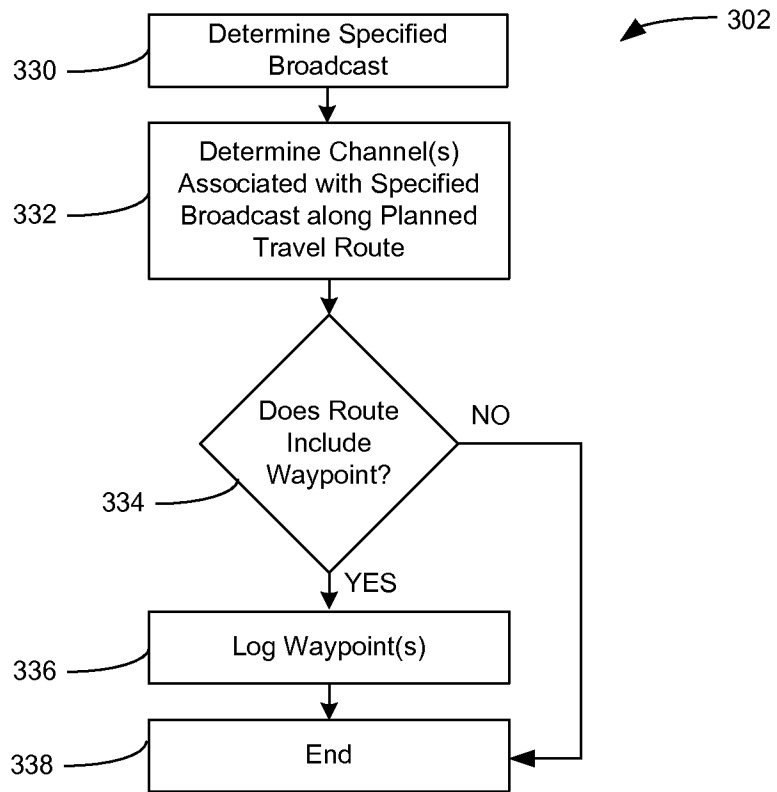 302
330
Determine Specified
Broadcast
332
Determine Channel(s)
Associated with Specified
Broadcast along Planned
Travel Route
334
Does Route
Include
Waypoint?
NO
YES
336
Log Waypoint(s)
338
End